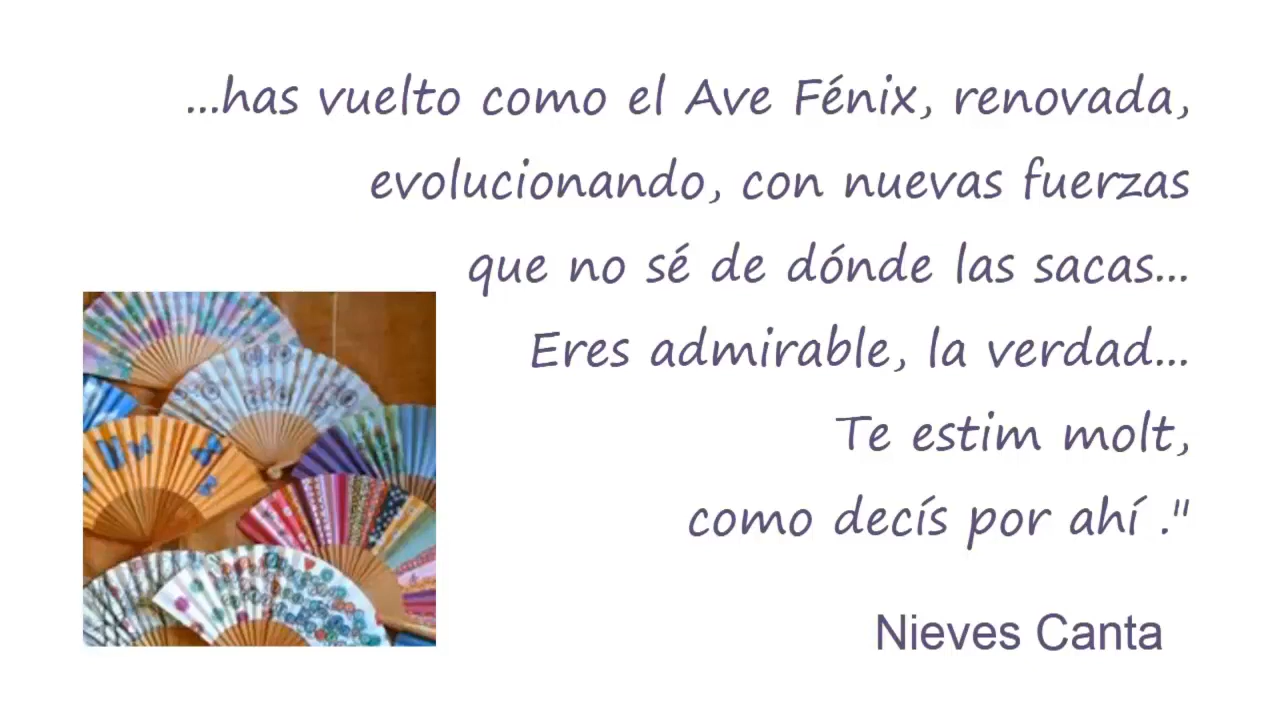 ...has vuelto como el Ave Fénix, renovada,
evolucionando, con nuevas fuerzas
que no sé de dónde las sacas...
Eres admirable, la verdad...
Te estim molt,
como decís por ahí ."
Nieves Canta